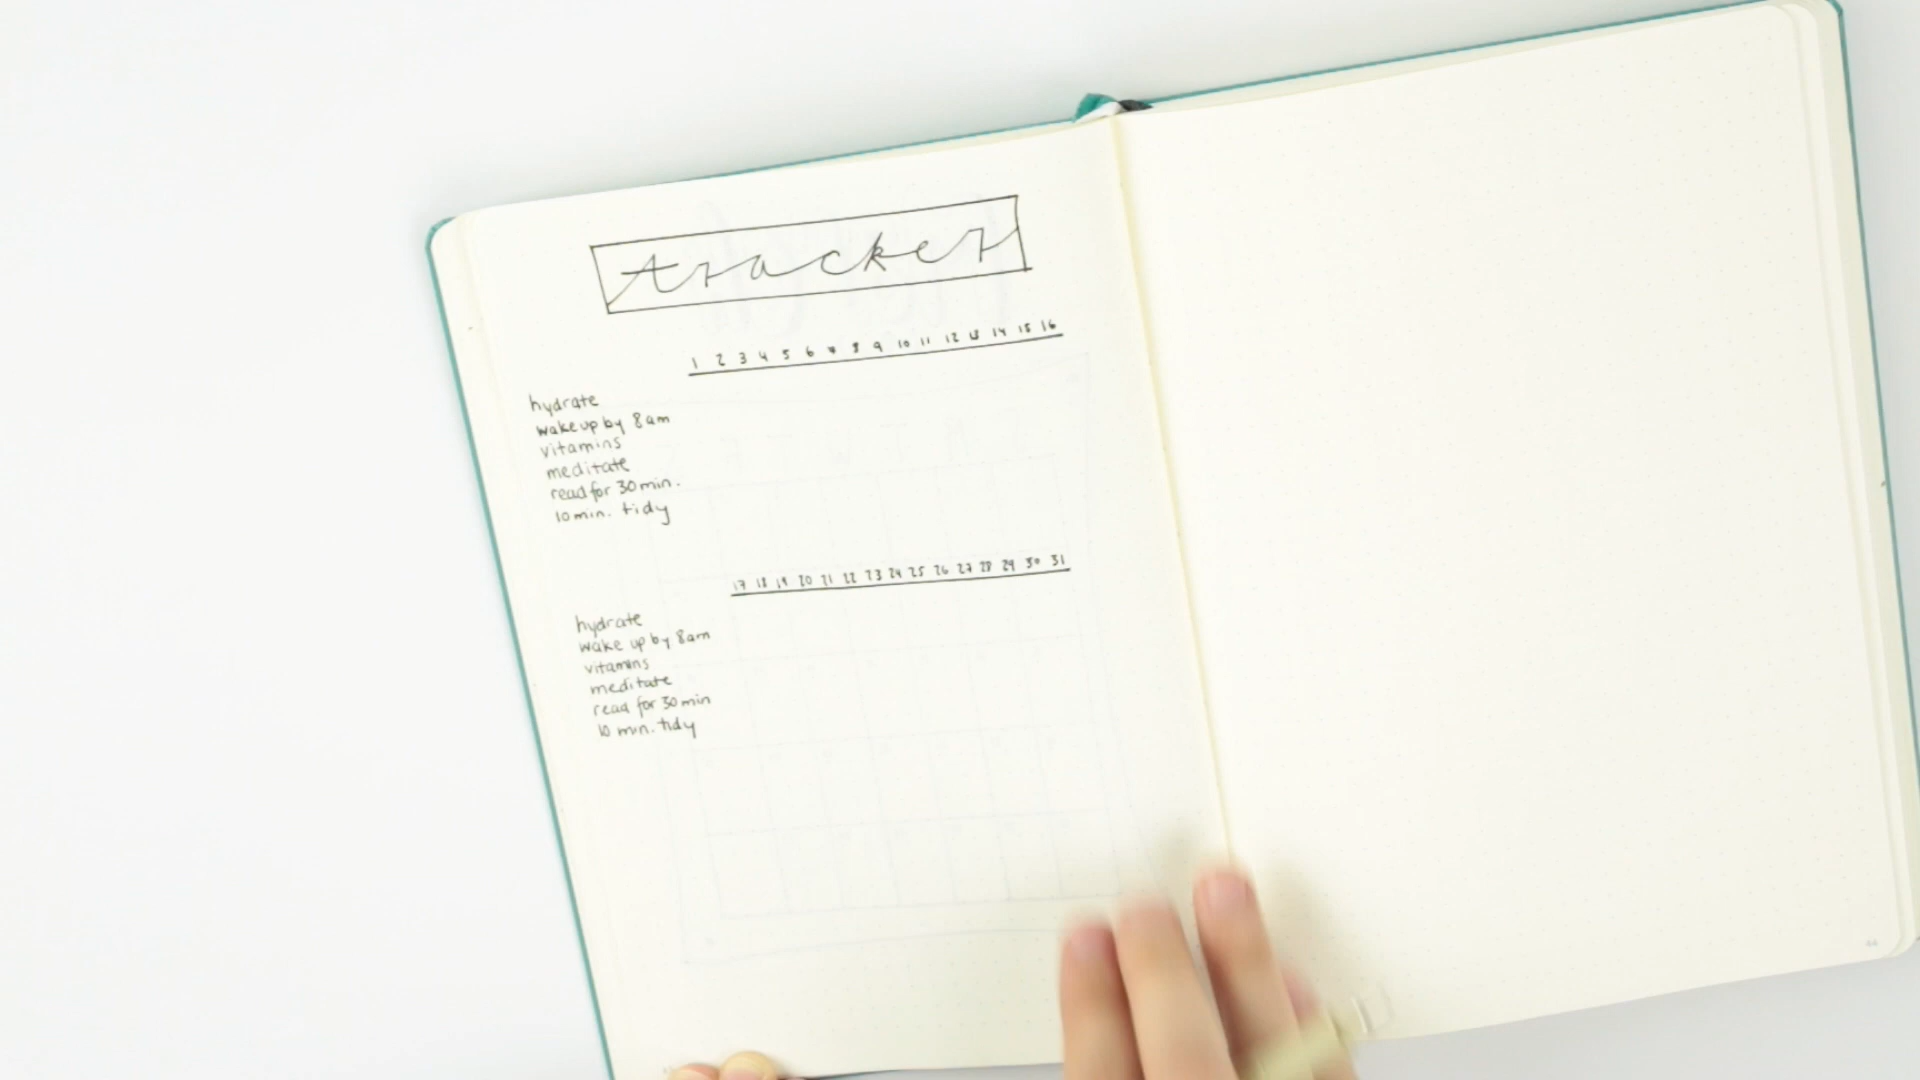 tracker
1 2 3 4 5 6 7 8 9 10 11 12 13 14 15 16
hydrate
wake up by 8am
vitamins
meditate
read for 30 min.
10 min. tidy
17 18 19 20 21 22 23 24 25 26 27 28 29 30 31
hydrate
wake up by 8am
vitamins
meditate
read for 30 min
10 min. tidy